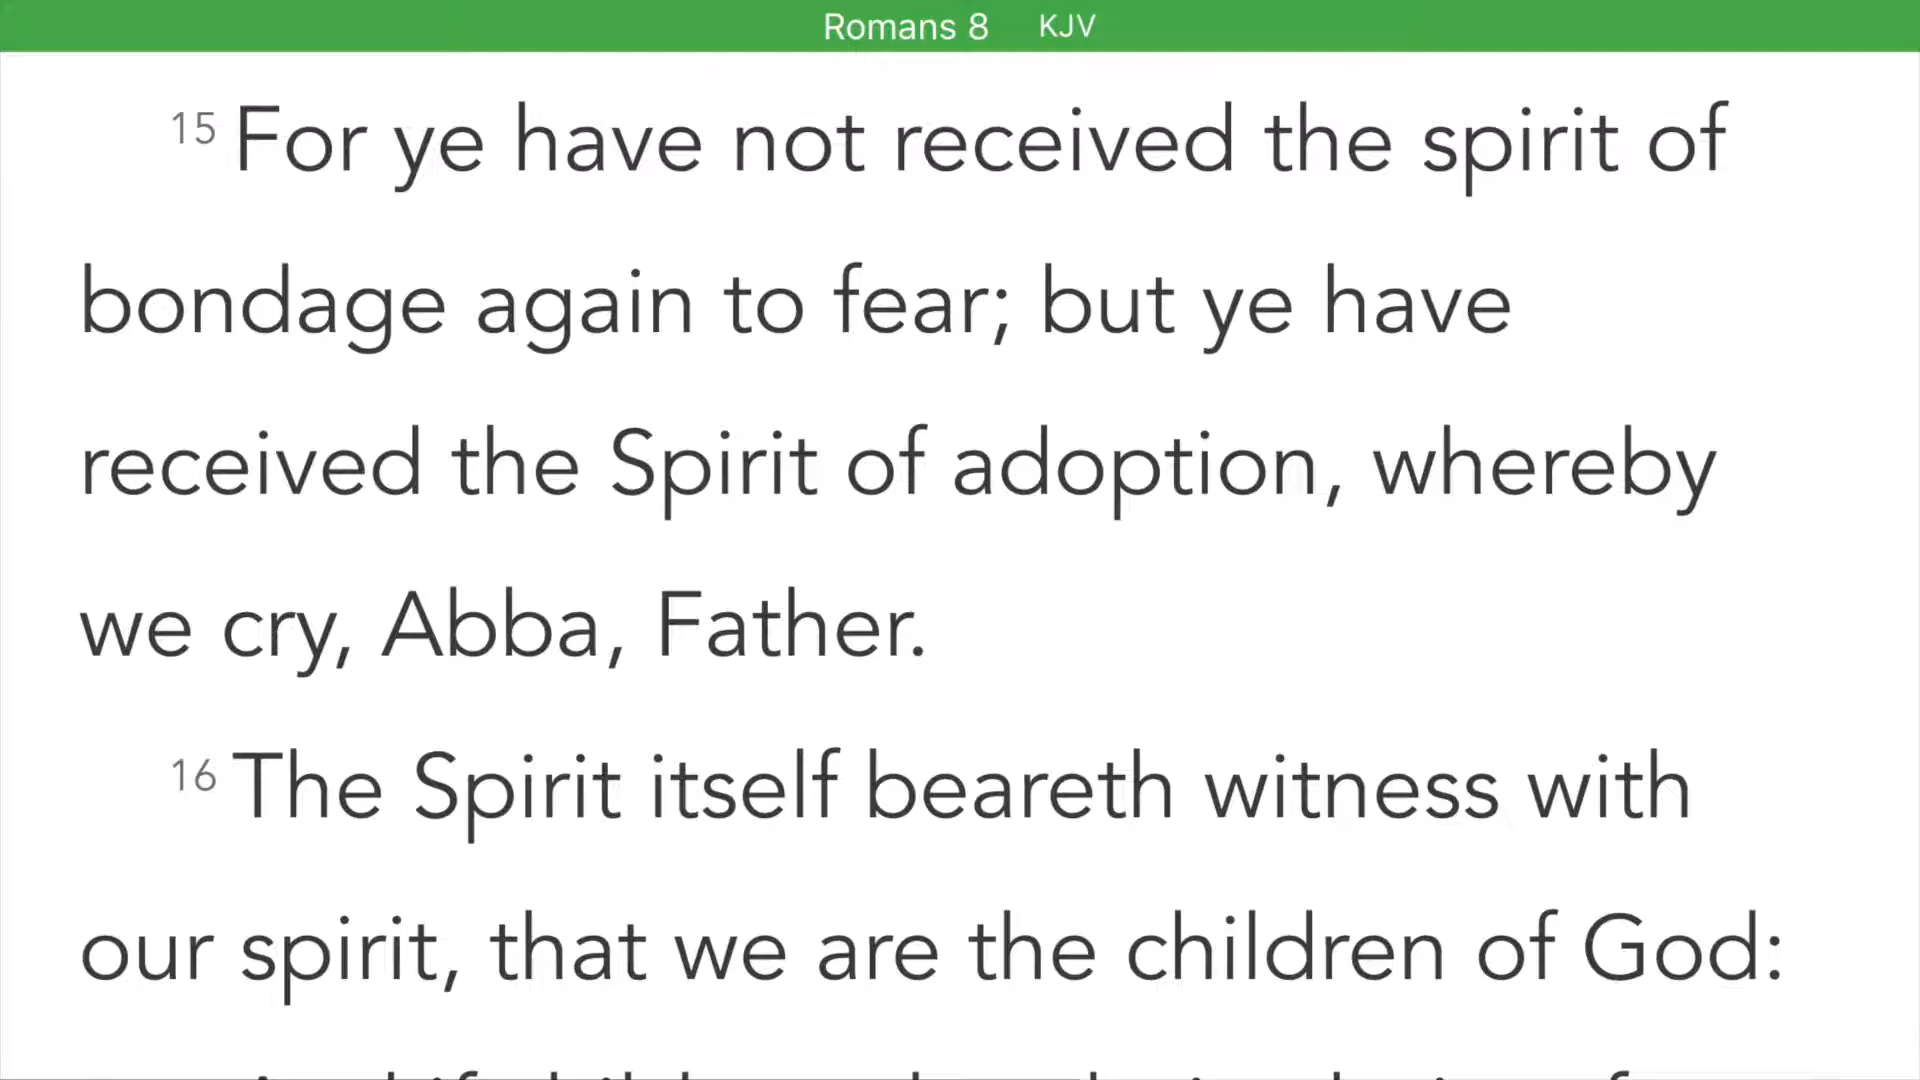 Romans 8 KJV
15 For ye have not received the spirit of
bondage again to fear; but ye have
received the Spirit of adoption, whereby
we cry, Abba, Father.
16 The Spirit itself beareth witness with
our spirit, that we are the children of God: